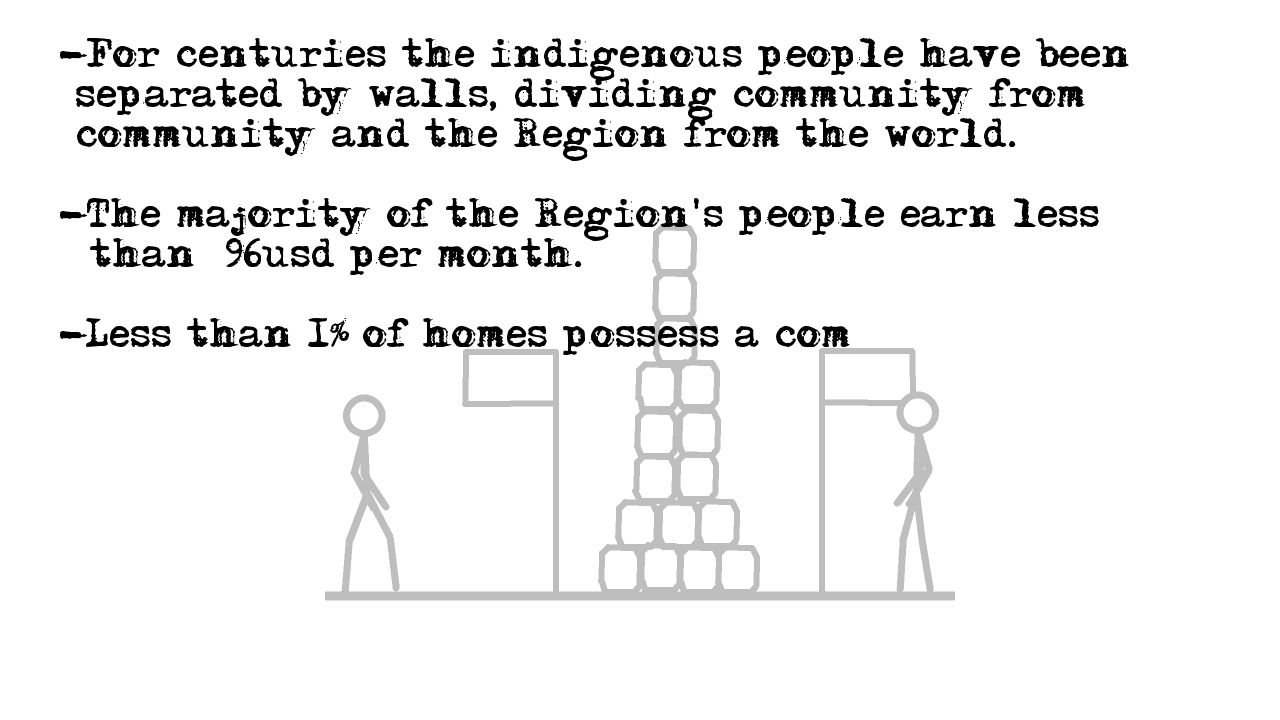 -For centuries the indigenous people have been
separated by walls, dividing community from
community and the Region from the world.
-The majority of the Region's people earn less
than 96usd per month.
-Less than 1% of homes possess a com